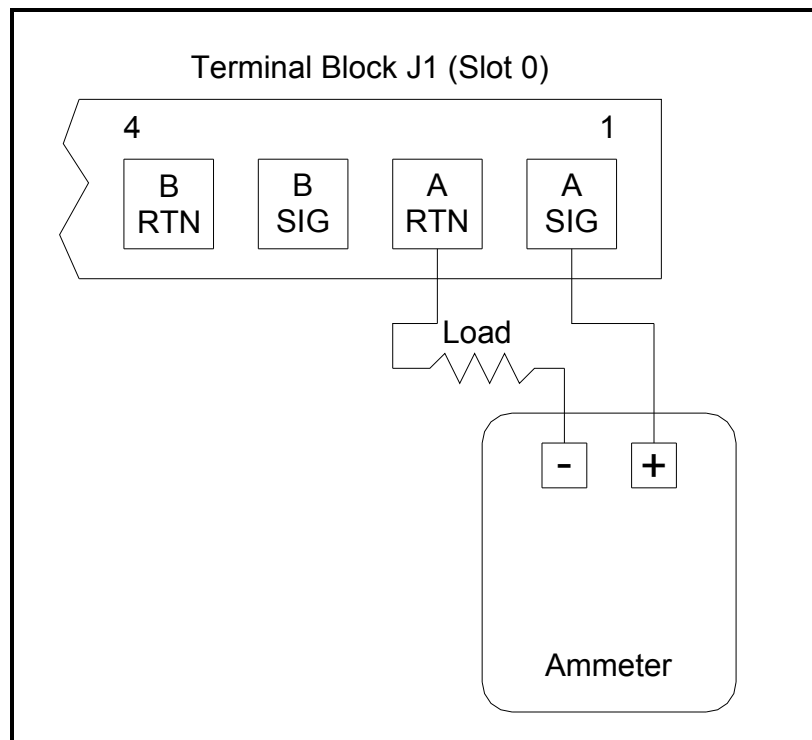 Terminal Block J1 (Slot 0)
4 1
B B A A
RTN SIG RTN SIG
Load
- +
Ammeter